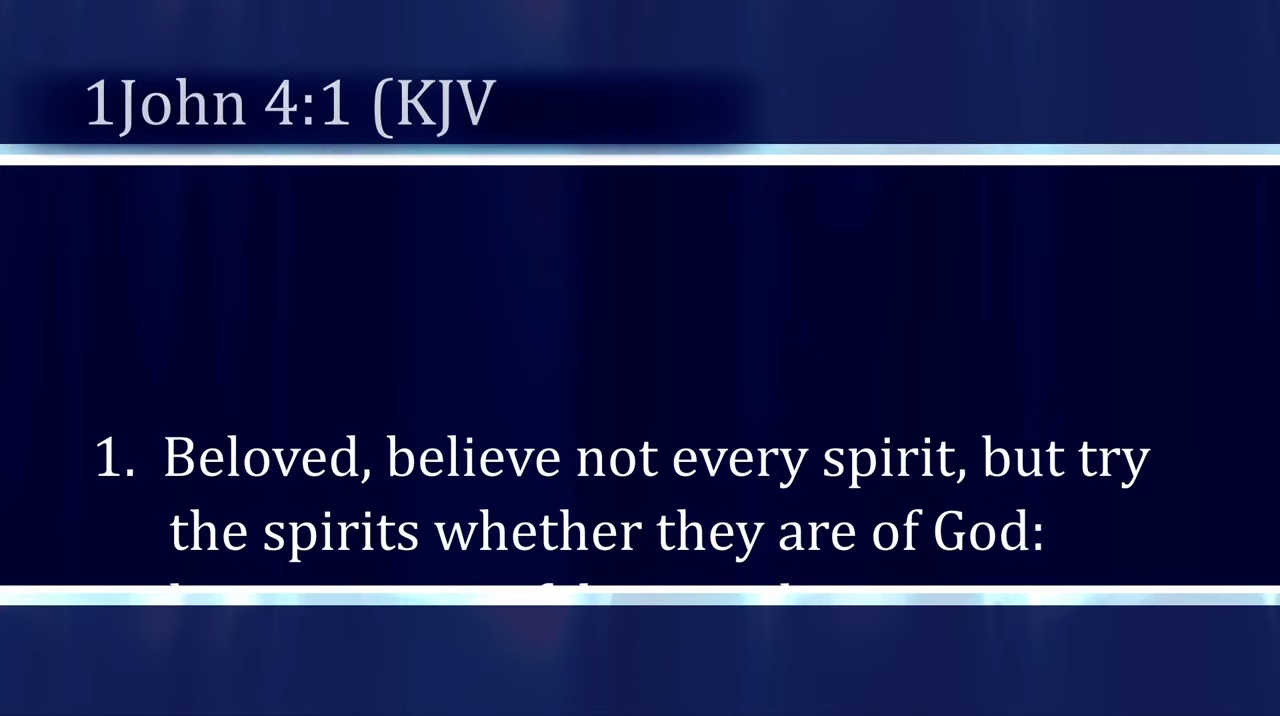 1John 4:1 (KJV
1. Beloved, believe not every spirit, but try
the spirits whether they are of God: